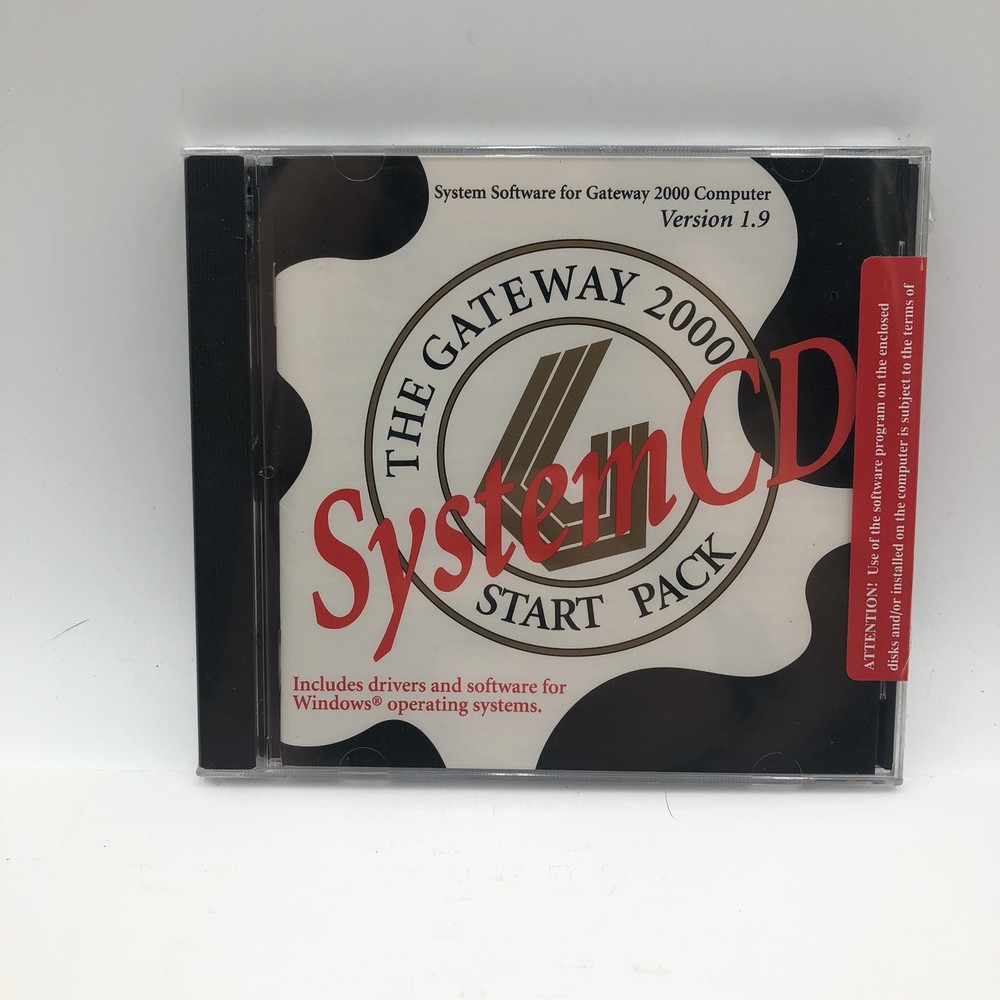 System Software for Gateway 2000 Computer
Version 1.9
THE GATEWAY 2000
SystemCD
START PACK
Includes drivers and software for
Windows® operating systems.
ATTENTION! Use of the software program on the enclosed
disks and/or installed on the computer is subject to the terms of